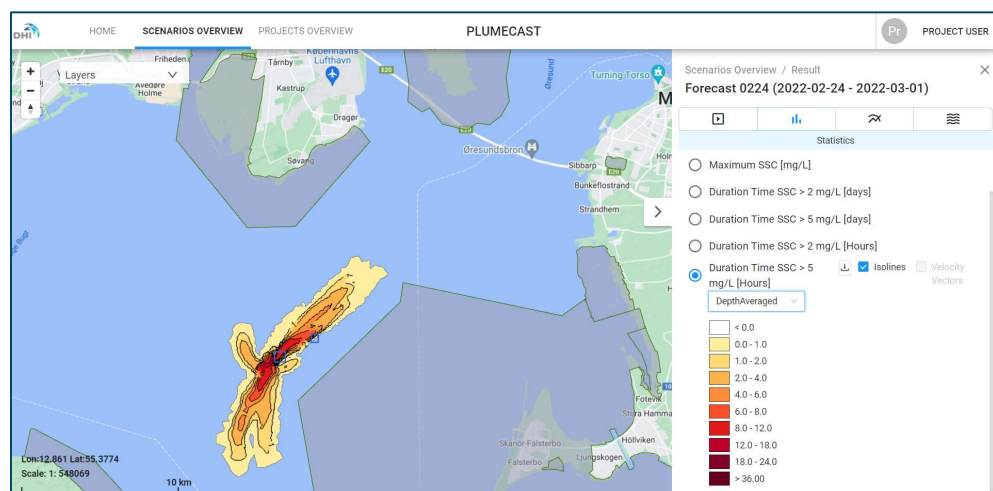 DHI
HOME
SCENARIOS OVERVIEW
PROJECTS OVERVIEW
PLUMECAST
Pr
PROJECT USER
+
−
Layers
Friheden
Avedøre
Holme
Københavns
Lufthavn
Tårnby
Kastrup
Dragør
Søvang
E20
E20
Øresund
Øresundsbron
Turning Torso
M
Sibbarp
E20
Holm
Bunkeflostrand
Strandhem
Fotevik
Stora Hamma
Höllviken
Ljungskogen
Skanör-Falsterbo
Falsterbo
Lon:12.861 Lat:55.3774
Scale: 1: 548069
10 km
Scenarios Overview / Result
Forecast 0224 (2022-02-24 - 2022-03-01)
Statistics
Maximum SSC [mg/L]
Duration Time SSC > 2 mg/L [days]
Duration Time SSC > 5 mg/L [days]
Duration Time SSC > 2 mg/L [Hours]
Duration Time SSC > 5
mg/L [Hours]
Isolines
Velocity
Vectors
DepthAveraged
< 0.0
0.0 - 1.0
1.0 - 2.0
2.0 - 4.0
4.0 - 6.0
6.0 - 8.0
8.0 - 12.0
12.0 - 18.0
18.0 - 24.0
> 36.00